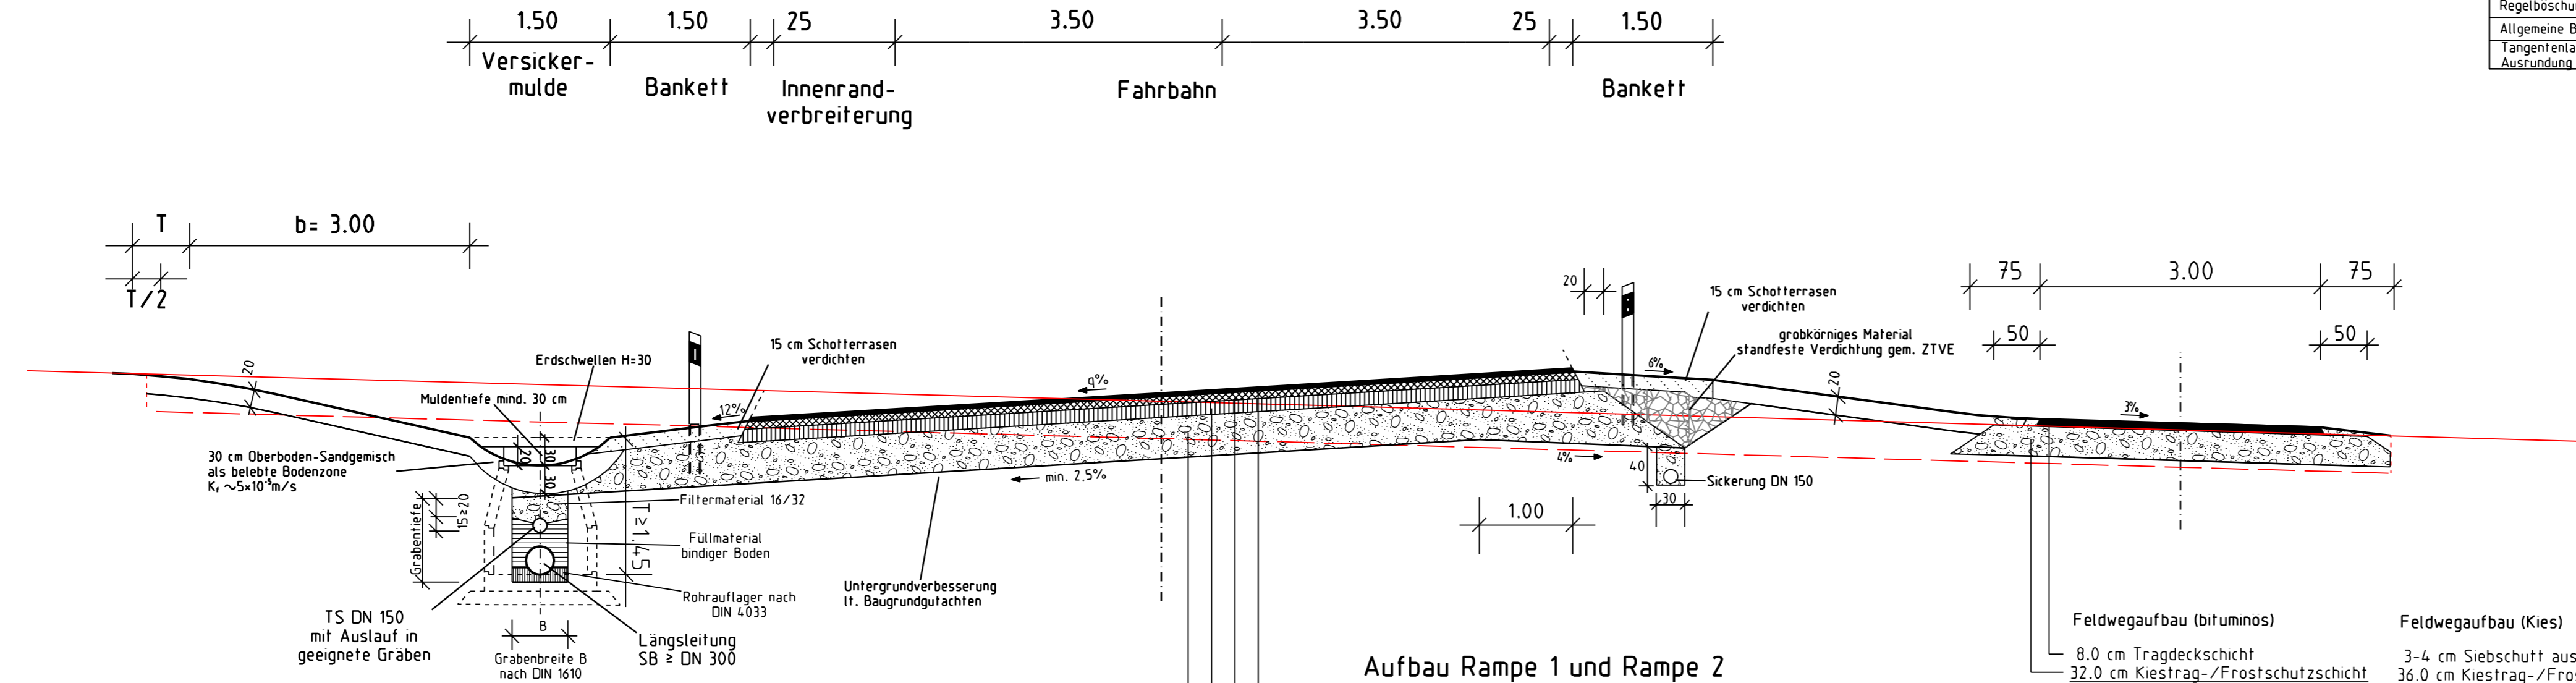 1.50
1.50
25
3.50
3.50
25
1.50
Versicker-
mulde
Bankett
Innenrand-
verbreiterung
Fahrbahn
Bankett
Allgemeine B
Ausrundung
T
b= 3.00
T/2
20
75
3.00
75
50
50
15 cm Schotterrasen
verdichten
grobkörniges Material
standfeste Verdichtung gem. ZTVE
15 cm Schotterrasen
verdichten
Erdschwellen H=30
Muldentiefe mind. 30 cm
20
12%
q%
6%
20
3%
30 cm Oberboden-Sandgemisch
als belebte Bodenzone
20
30
30
min. 2,5%
4%
40
Sickerung DN 150
30
1.00
Filtermaterial 16/32
Grabentiefe
15≥20
T≥1.45
Füllmaterial
bindiger Boden
Rohrauflager nach
DIN 4033
Untergrundverbesserung
lt. Baugrundgutachten
TS DN 150
mit Auslauf in
geeignete Gräben
B
Grabenbreite B
nach DIN 1610
Längsleitung
SB ≥ DN 300
Aufbau Rampe 1 und Rampe 2
Feldwegaufbau (bituminös)
8.0 cm Tragdeckschicht
32.0 cm Kiestrag-/Frostschutzschicht
Feldwegaufbau (Kies)
3-4 cm Siebschutt aus
36.0 cm Kiestrag-/Fro